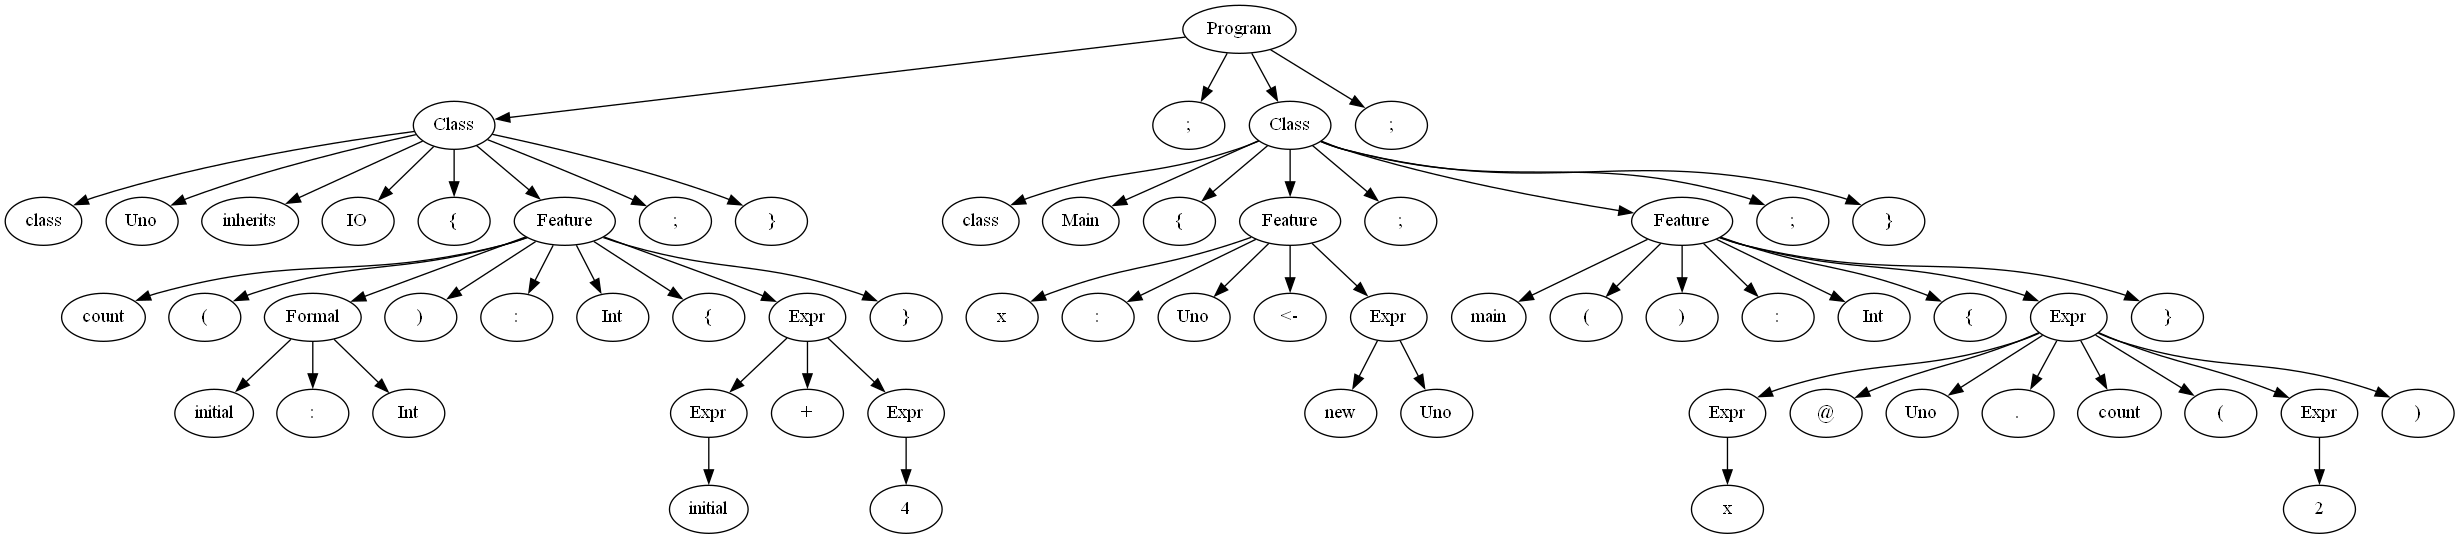 Program
Class ; Class ;
class Uno inherits IO { Feature ; } class Main { Feature ; Feature ; }
count ( Formal ) : Int { Expr } x : Uno <- Expr main ( ) : Int { Expr }
initial : Int Expr + Expr new Uno Expr @ Uno . count ( Expr )
initial 4 x 2